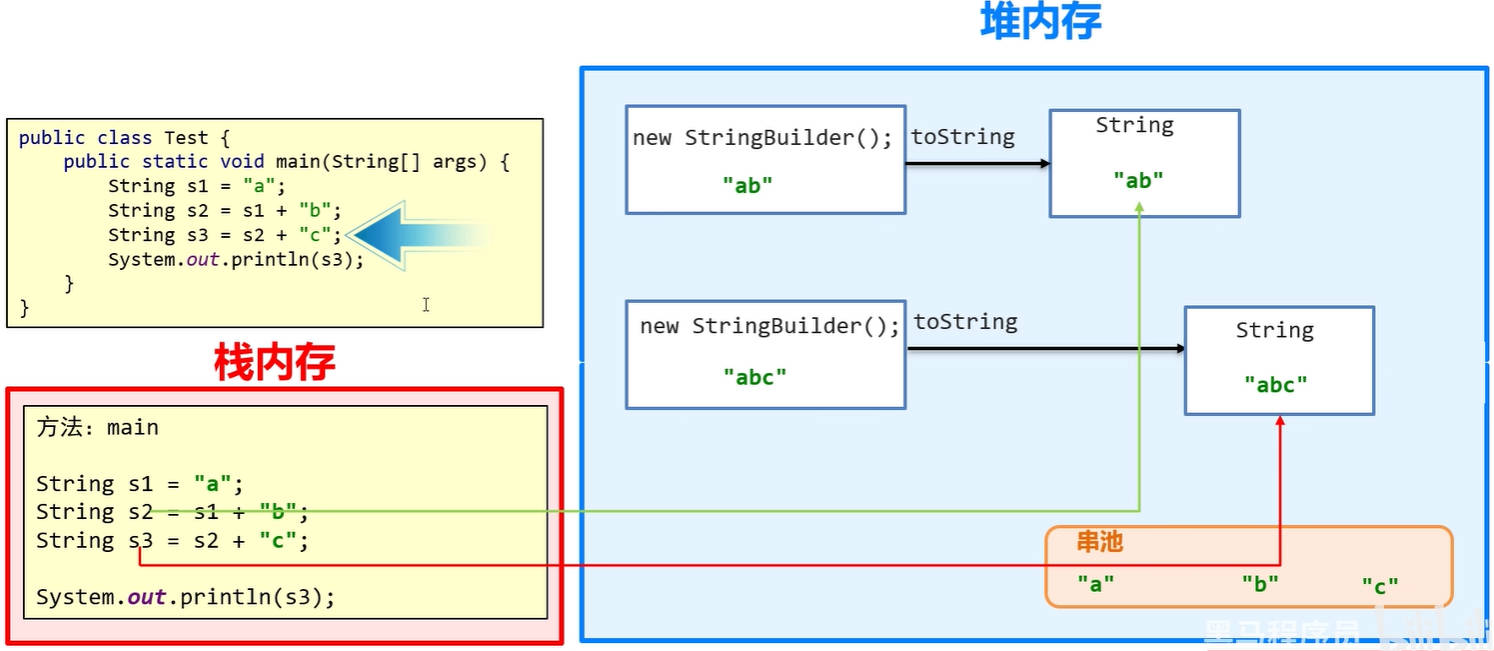 堆内存
public class Test {
public static void main(String[] args) {
String s1 = "a";
String s2 = s1 + "b";
String s3 = s2 + "c";
System.out.println(s3);
}
}
new StringBuilder();
"ab"
toString
String
"ab"
new StringBuilder();
"abc"
toString
String
"abc"
栈内存
方法：main
String s1 = "a";
String s2 = s1 + "b";
String s3 = s2 + "c";
System.out.println(s3);
串池
"a" "b" "c"
黑马程序员
bilibili